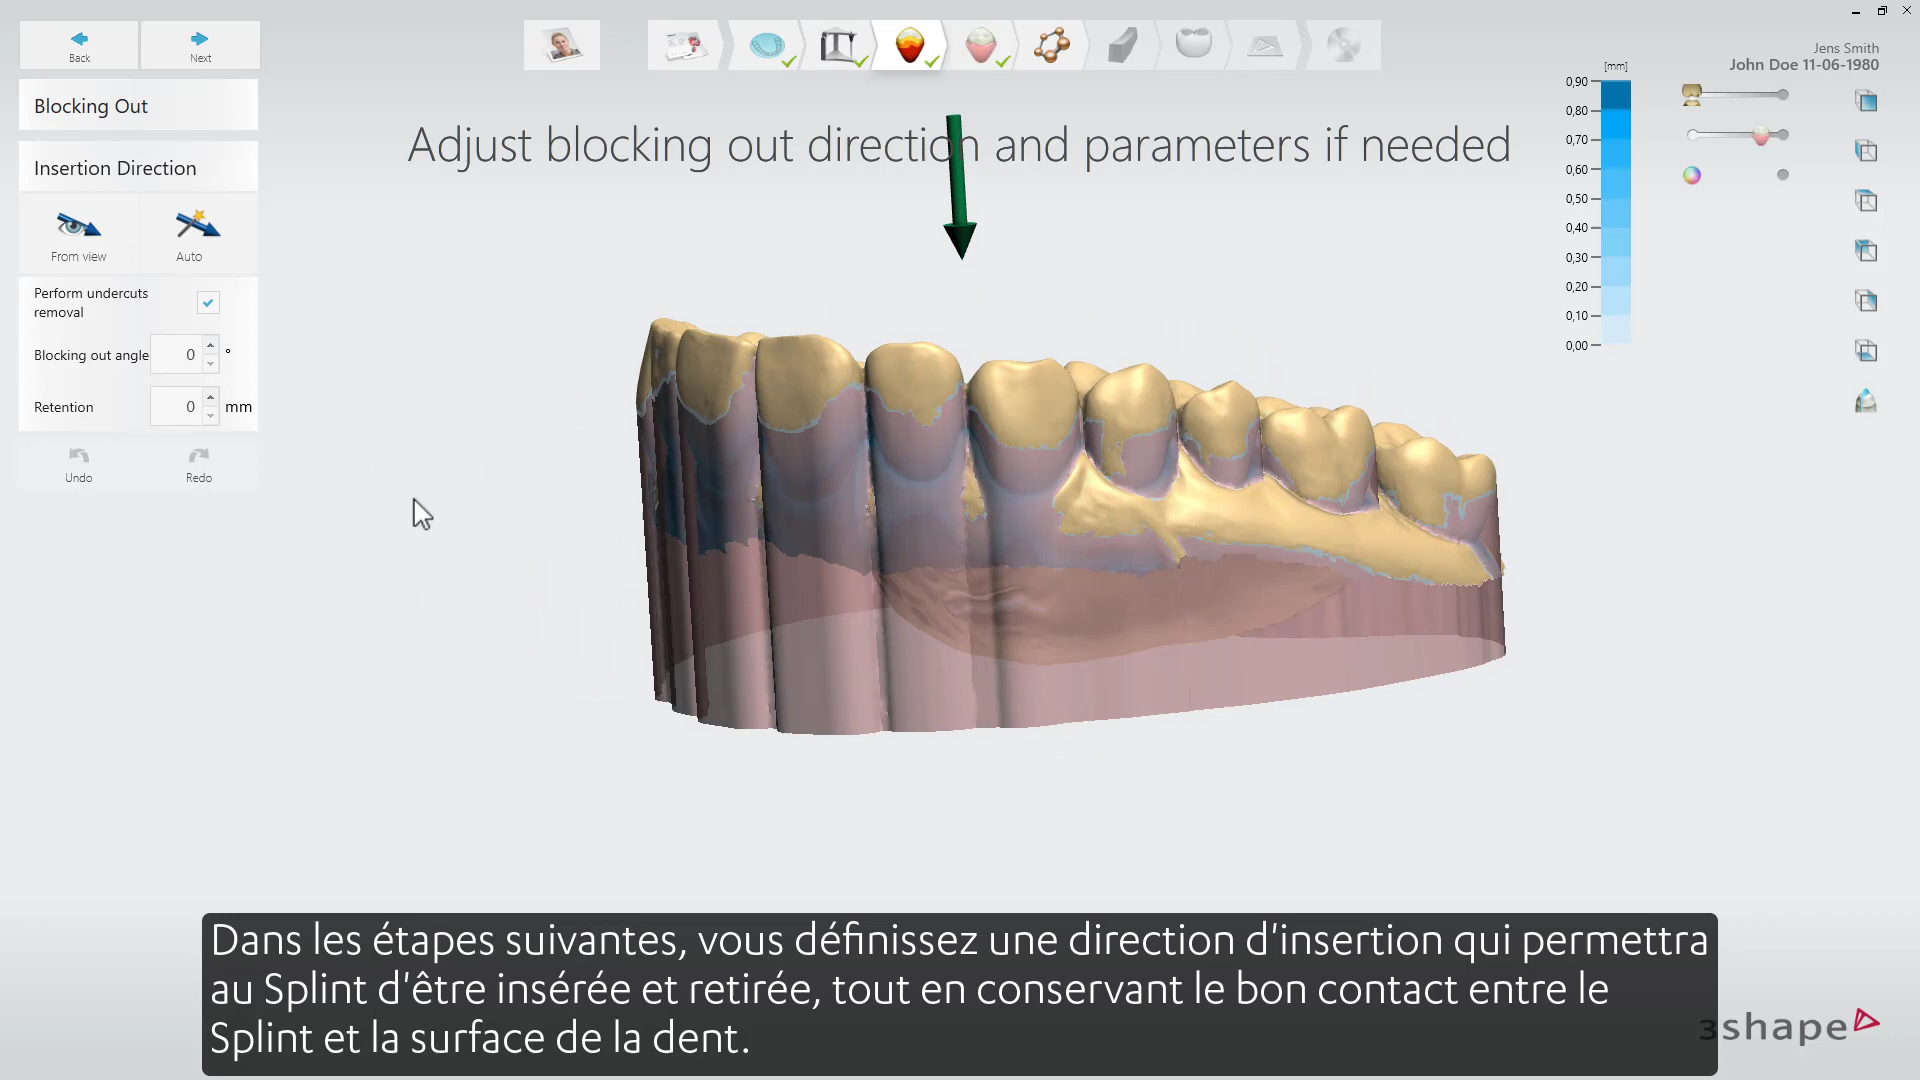 Back
Next
Blocking Out
Insertion Direction
From view
Auto
Perform undercuts
removal
Blocking out angle 0 °
Retention 0 mm
Undo
Redo
Adjust blocking out direction and parameters if needed
[mm]
0,90
0,80
0,70
0,60
0,50
0,40
0,30
0,20
0,10
0,00
Jens Smith
John Doe 11-06-1980
Dans les étapes suivantes, vous définissez une direction d'insertion qui permettra
au Splint d'être insérée et retirée, tout en conservant le bon contact entre le
Splint et la surface de la dent.
3shape